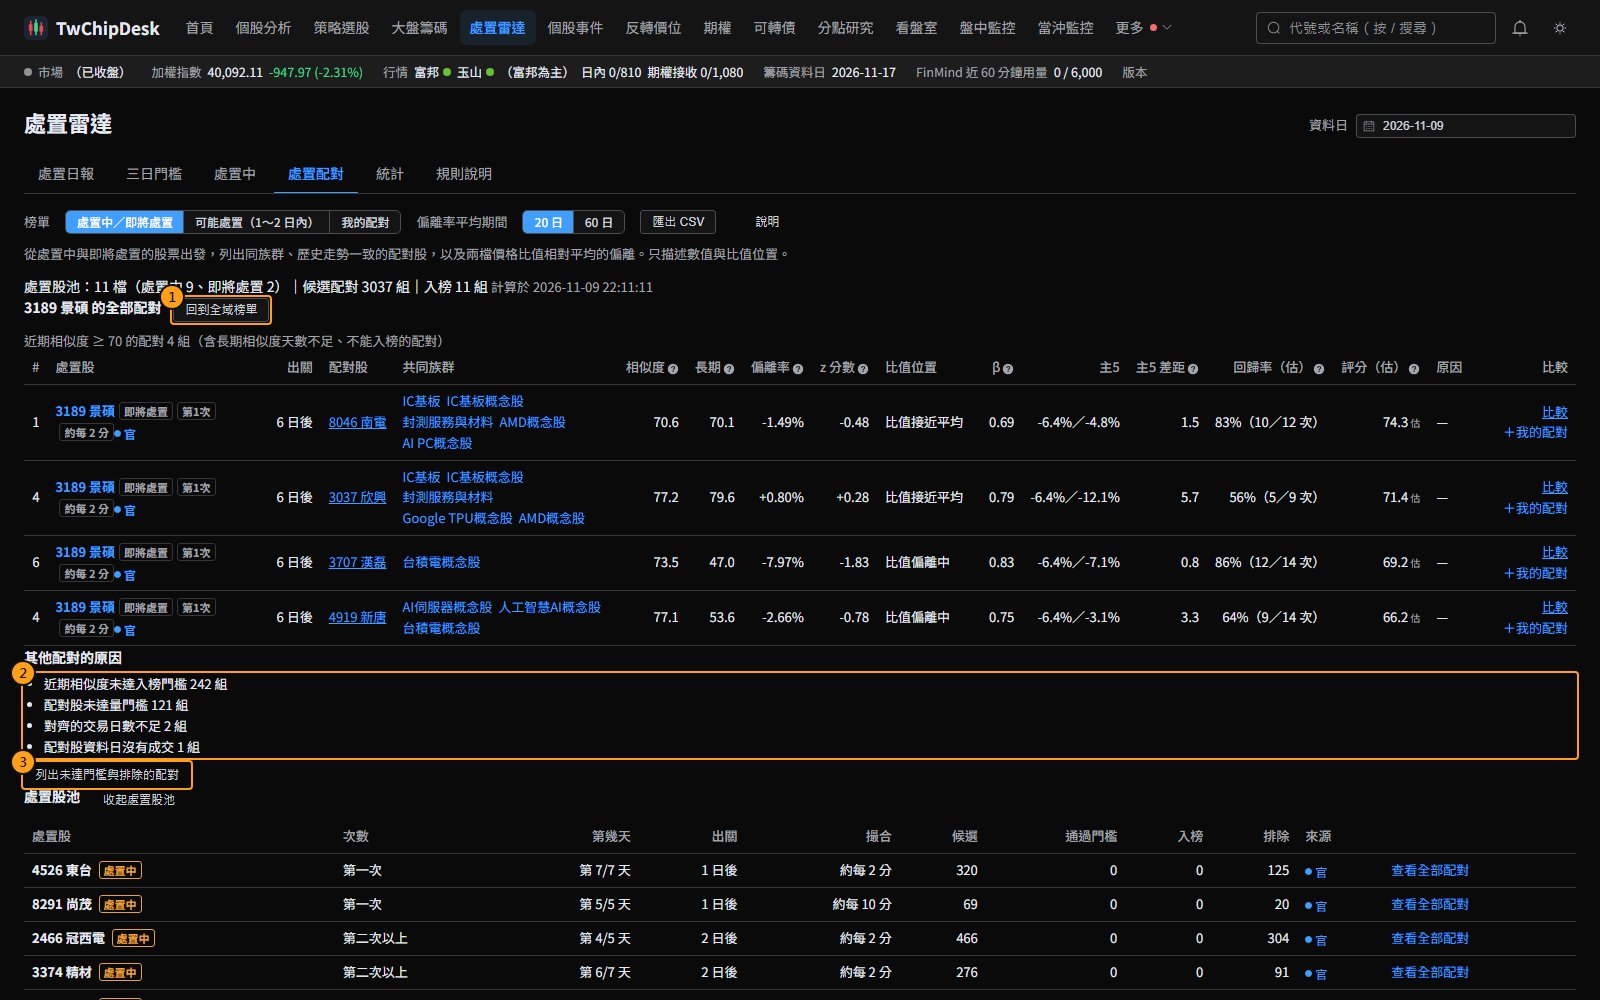 TwChipDesk 首頁 個股分析 策略選股 大盤籌碼 處置雷達 個股事件 反轉價位 期權 可轉債 分點研究 看盤室 盤中監控 當沖監控 更多 代號或名稱（按 / 搜尋）
市場 （已收盤） 加權指數 40,092.11 -947.97 (-2.31%) 行情 富邦 玉山 （富邦為主） 日內 0/810 期權接收 0/1,080 籌碼資料日 2026-11-17 FinMind 近 60 分鐘用量 0 / 6,000 版本
處置雷達
資料日 2026-11-09
處置日報 三日門檻 處置中 處置配對 統計 規則說明
榜單 處置中／即將處置 可能處置（1～2 日內） 我的配對 偏離率平均期間 20 日 60 日 匯出 CSV 說明
從處置中與即將處置的股票出發，列出同族群、歷史走勢一致的配對股，以及兩檔價格比值相對平均的偏離。只描述數值與比值位置。
處置股池：11 檔（處置中 9、即將處置 2）｜候選配對 3037 組｜入榜 11 組 計算於 2026-11-09 22:11:11
1
3189 景碩 的全部配對 回到全域榜單
近期相似度 ≥ 70 的配對 4 組（含長期相似度天數不足、不能入榜的配對）
# 處置股 出關 配對股 共同族群 相似度 長期 偏離率 z 分數 比值位置 β 主5 主5 差距 回歸率（估） 評分（估） 原因 比較
1 3189 景碩 即將處置 第1次 約每 2 分 官 6 日後 8046 南電 IC基板 IC基板概念股 封測服務與材料 AMD概念股 AI PC概念股 70.6 70.1 -1.49% -0.48 比值接近平均 0.69 -6.4%／-4.8% 1.5 83%（10／12 次） 74.3 估 — 比較 ＋我的配對
4 3189 景碩 即將處置 第1次 約每 2 分 官 6 日後 3037 欣興 IC基板 IC基板概念股 封測服務與材料 Google TPU概念股 AMD概念股 77.2 79.6 +0.80% +0.28 比值接近平均 0.79 -6.4%／-12.1% 5.7 56%（5／9 次） 71.4 估 — 比較 ＋我的配對
6 3189 景碩 即將處置 第1次 約每 2 分 官 6 日後 3707 漢磊 台積電概念股 73.5 47.0 -7.97% -1.83 比值偏離中 0.83 -6.4%／-7.1% 0.8 86%（12／14 次） 69.2 估 — 比較 ＋我的配對
4 3189 景碩 即將處置 第1次 約每 2 分 官 6 日後 4919 新唐 AI伺服器概念股 人工智慧AI概念股 台積電概念股 77.1 53.6 -2.66% -0.78 比值偏離中 0.75 -6.4%／-3.1% 3.3 64%（9／14 次） 66.2 估 — 比較 ＋我的配對
其他配對的原因
2
近期相似度未達入榜門檻 242 組
配對股未達量門檻 121 組
對齊的交易日數不足 2 組
配對股資料日沒有成交 1 組
3
列出未達門檻與排除的配對
處置股池 收起處置股池
處置股 次數 第幾天 出關 撮合 候選 通過門檻 入榜 排除 來源
4526 東台 處置中 第一次 第 7/7 天 1 日後 約每 2 分 320 0 0 125 官 查看全部配對
8291 尚茂 處置中 第一次 第 5/5 天 1 日後 約每 10 分 69 0 0 20 官 查看全部配對
2466 冠西電 處置中 第二次以上 第 4/5 天 2 日後 約每 2 分 466 0 0 304 官 查看全部配對
3374 精材 處置中 第二次以上 第 6/7 天 2 日後 約每 2 分 276 0 0 91 官 查看全部配對